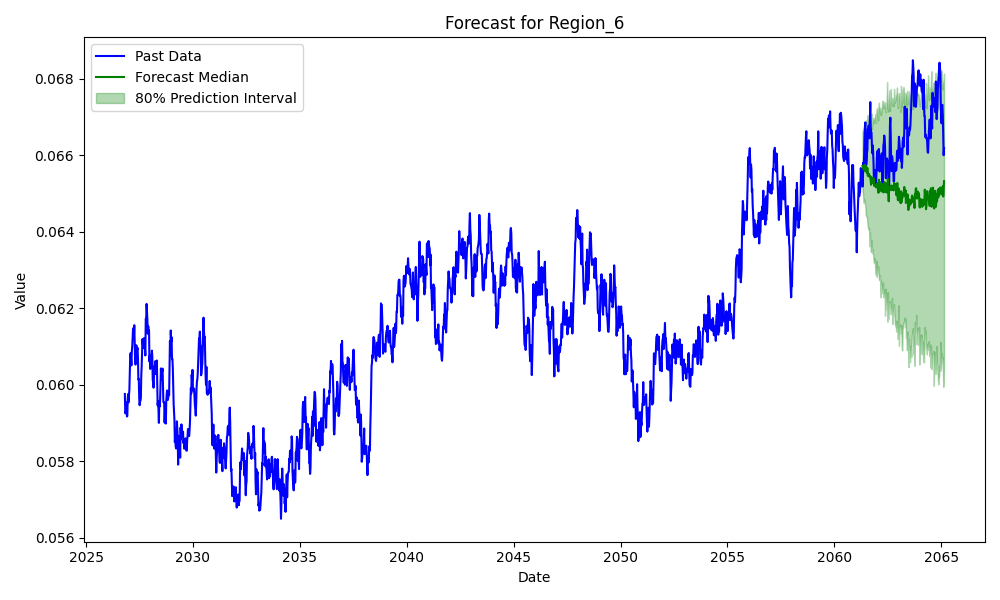 Forecast for Region_6
Past Data
Forecast Median
80% Prediction Interval
0.068
0.066
0.064
0.062
0.060
0.058
0.056
Value
2025 2030 2035 2040 2045 2050 2055 2060 2065
Date